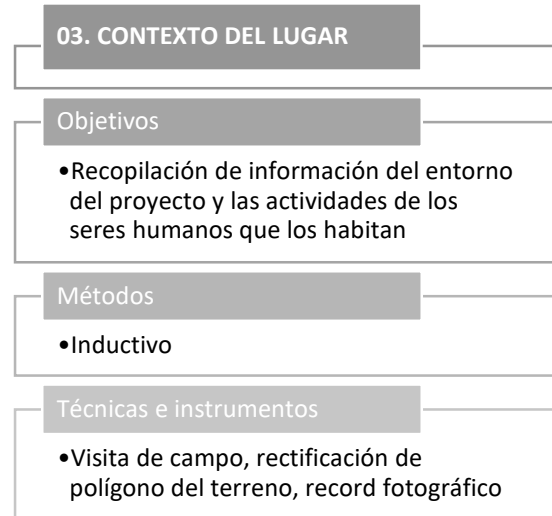 03. CONTEXTO DEL LUGAR
Objetivos
•Recopilación de información del entorno
del proyecto y las actividades de los
seres humanos que los habitan
Métodos
•Inductivo
Técnicas e instrumentos
•Visita de campo, rectificación de
polígono del terreno, record fotográfico